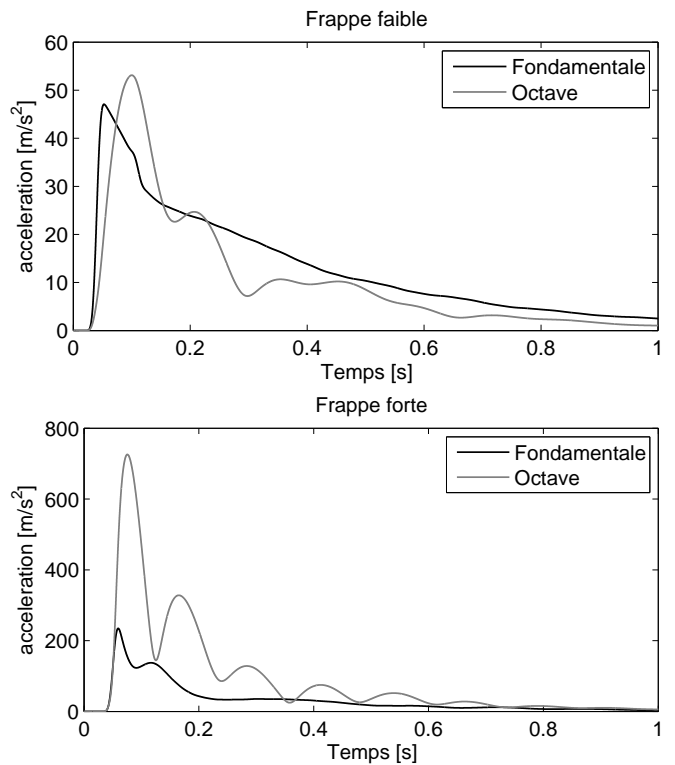 Frappe faible
60
50
40
30
20
10
0
acceleration [m/s²]
Fondamentale
Octave
0 0.2 0.4 0.6 0.8 1
Temps [s]
Frappe forte
800
600
400
200
0
acceleration [m/s²]
Fondamentale
Octave
0 0.2 0.4 0.6 0.8 1
Temps [s]